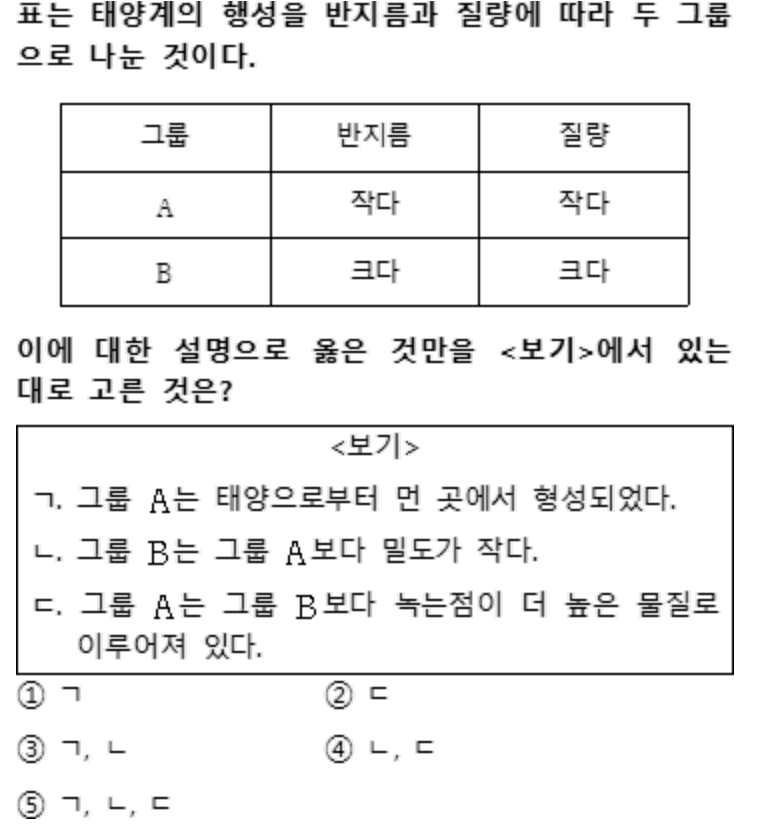 표는 태양계의 행성을 반지름과 질량에 따라 두 그룹
으로 나눈 것이다.
그룹 반지름 질량
A 작다 작다
B 크다 크다
이에 대한 설명으로 옳은 것만을 <보기>에서 있는
대로 고른 것은?
<보기>
ㄱ. 그룹 A는 태양으로부터 먼 곳에서 형성되었다.
ㄴ. 그룹 B는 그룹 A보다 밀도가 작다.
ㄷ. 그룹 A는 그룹 B보다 녹는점이 더 높은 물질로
이루어져 있다.
① ㄱ ② ㄷ
③ ㄱ, ㄴ ④ ㄴ, ㄷ
⑤ ㄱ, ㄴ, ㄷ